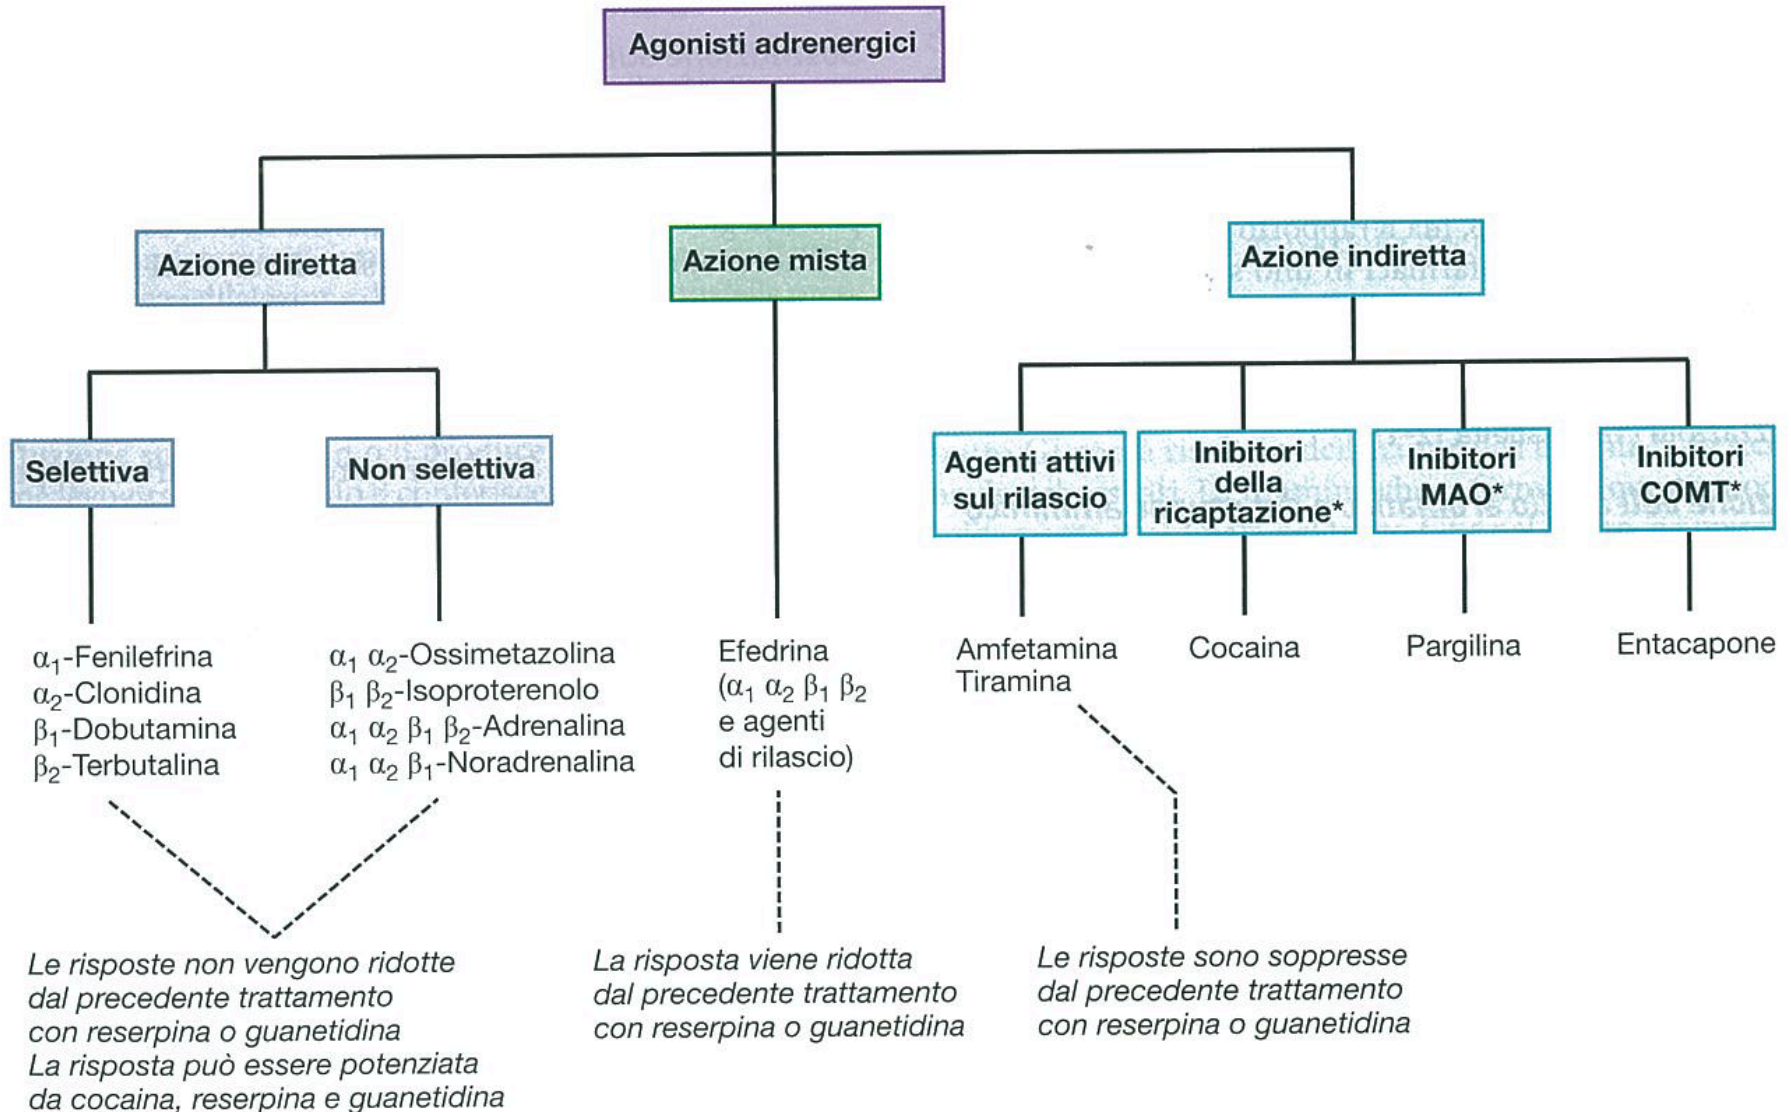 Agonisti adrenergici
Azione diretta
Azione mista
Azione indiretta
Selettiva
Non selettiva
Agenti attivi
sul rilascio
Inibitori
della
ricaptazione*
Inibitori
MAO*
Inibitori
COMT*
α₁-Fenilefrina
α₂-Clonidina
β₁-Dobutamina
β₂-Terbutalina
α₁ α₂-Ossimetazolina
β₁ β₂-Isoproterenolo
α₁ α₂ β₁ β₂-Adrenalina
α₁ α₂ β₁-Noradrenalina
Efedrina
(α₁ α₂ β₁ β₂
e agenti
di rilascio)
Amfetamina
Tiramina
Cocaina
Pargilina
Entacapone
Le risposte non vengono ridotte
dal precedente trattamento
con reserpina o guanetidina
La risposta può essere potenziata
da cocaina, reserpina e guanetidina
La risposta viene ridotta
dal precedente trattamento
con reserpina o guanetidina
Le risposte sono soppresse
dal precedente trattamento
con reserpina o guanetidina